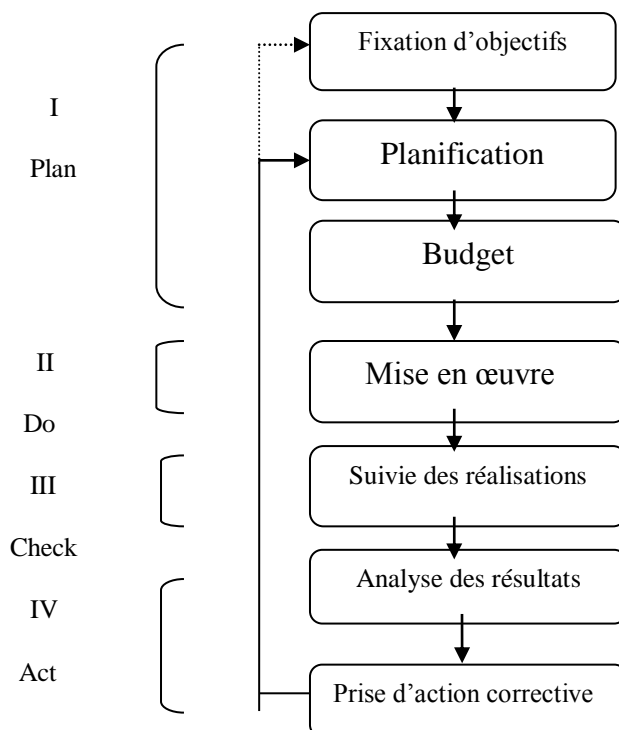 Fixation d’objectifs
I
Plan
Planification
Budget
II
Do
Mise en œuvre
III
Check
Suivie des réalisations
IV
Act
Analyse des résultats
Prise d’action corrective